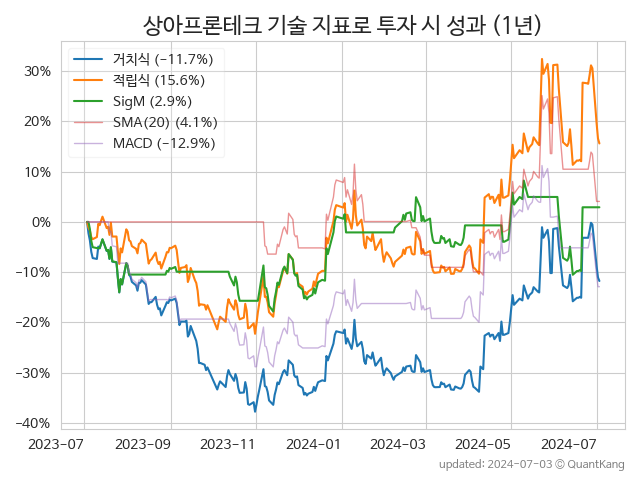 상아프론테크 기술 지표로 투자 시 성과 (1년)
거치식 (−11.7%)
적립식 (15.6%)
SigM (2.9%)
SMA(20) (4.1%)
MACD (−12.9%)
30%
20%
10%
0%
−10%
−20%
−30%
−40%
2023-07 2023-09 2023-11 2024-01 2024-03 2024-05 2024-07
updated: 2024-07-03 ⓒ QuantKang